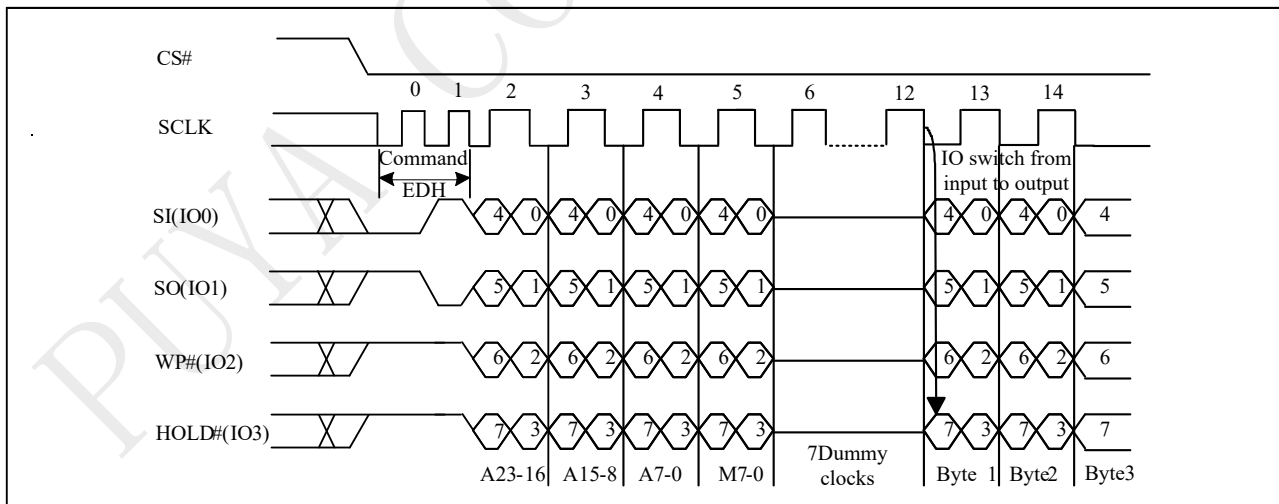 CS#
0 1 2 3 4 5 6 12 13 14
SCLK
Command
EDH
IO switch from
input to output
SI(IO0) 4 0 4 0 4 0 4 0 4 0 4 0 4
SO(IO1) 5 1 5 1 5 1 5 1 5 1 5 1 5
WP#(IO2) 6 2 6 2 6 2 6 2 6 2 6 2 6
HOLD#(IO3) 7 3 7 3 7 3 7 3 7 3 7 3 7
A23-16 A15-8 A7-0 M7-0 7Dummy
clocks Byte 1 Byte2 Byte3
PUYA CO